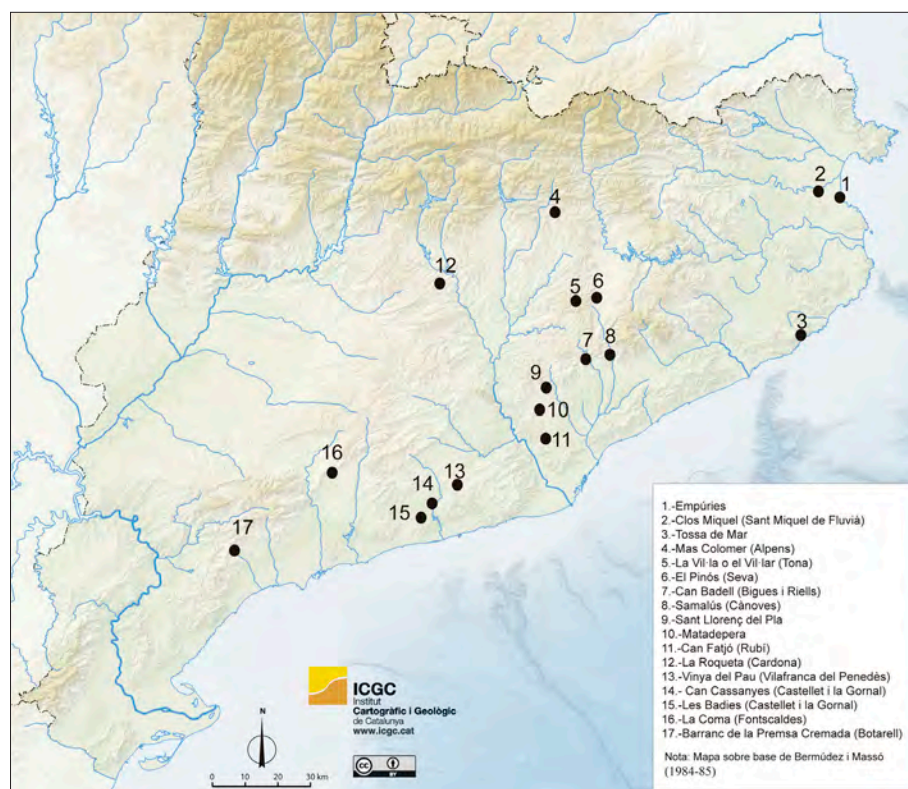 2
1
4
12
5
6
3
7
8
9
10
11
16
13
14
15
17
1.-Empúries
2.-Clos Miquel (Sant Miquel de Fluvià)
3.-Tossa de Mar
4.-Mas Colomer (Alpens)
5.-La Vil·la o el Vil·lar (Tona)
6.-El Pinós (Seva)
7.-Can Badell (Bigues i Riells)
8.-Samalús (Cànoves)
9.-Sant Llorenç del Pla
10.-Matadepera
11.-Can Fatjó (Rubí)
12.-La Roqueta (Cardona)
13.-Vinya del Pau (Vilafranca del Penedès)
14.- Can Cassanyes (Castellet i la Gornal)
15.-Les Badies (Castellet i la Gornal)
16.-La Coma (Fontscaldes)
17.-Barranc de la Premsa Cremada (Botarell)
Nota: Mapa sobre base de Bermúdez i Massó
(1984-85)
ICGC
Institut
Cartogràfic i Geològic
de Catalunya
www.icgc.cat
N
0 10 20 30 km
cc
BY